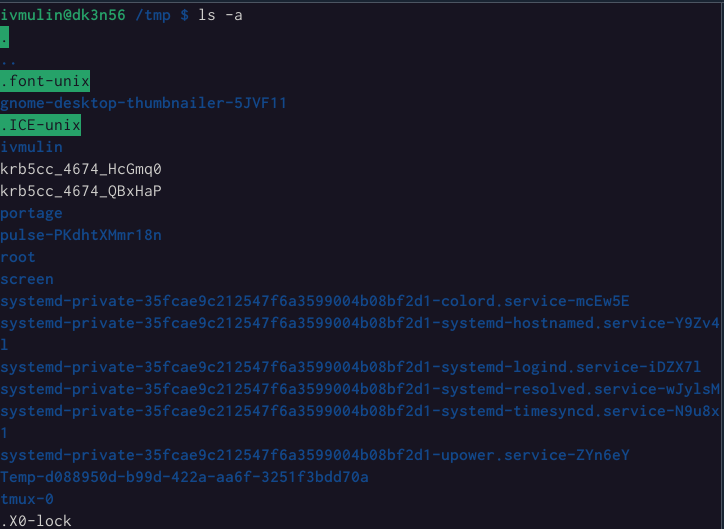 ivmulin@dk3n56 /tmp $ ls -a
.
..
.font-unix
gnome-desktop-thumbnailer-5JVF11
.ICE-unix
ivmulin
krb5cc_4674_HcGmq0
krb5cc_4674_QBxHaP
portage
pulse-PKdhtXMmr18n
root
screen
systemd-private-35fcae9c212547f6a3599004b08bf2d1-colord.service-mcEw5E
systemd-private-35fcae9c212547f6a3599004b08bf2d1-systemd-hostnamed.service-Y9Zv4
l
systemd-private-35fcae9c212547f6a3599004b08bf2d1-systemd-logind.service-iDZX7l
systemd-private-35fcae9c212547f6a3599004b08bf2d1-systemd-resolved.service-wJylsM
systemd-private-35fcae9c212547f6a3599004b08bf2d1-systemd-timesyncd.service-N9u8x
1
systemd-private-35fcae9c212547f6a3599004b08bf2d1-upower.service-ZYn6eY
Temp-d088950d-b99d-422a-aa6f-3251f3bdd70a
tmux-0
.X0-lock